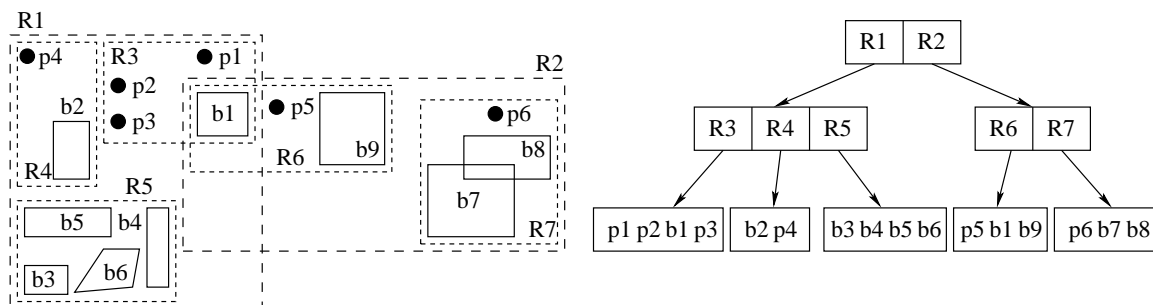 R1
p4
R3
p1
R2
p2
b2
p3
b1
p5
p6
b9
b8
R4
R6
b7
R5
b5
b4
R7
b3
b6
R1 R2
R3 R4 R5
R6 R7
p1 p2 b1 p3
b2 p4
b3 b4 b5 b6
p5 b1 b9
p6 b7 b8